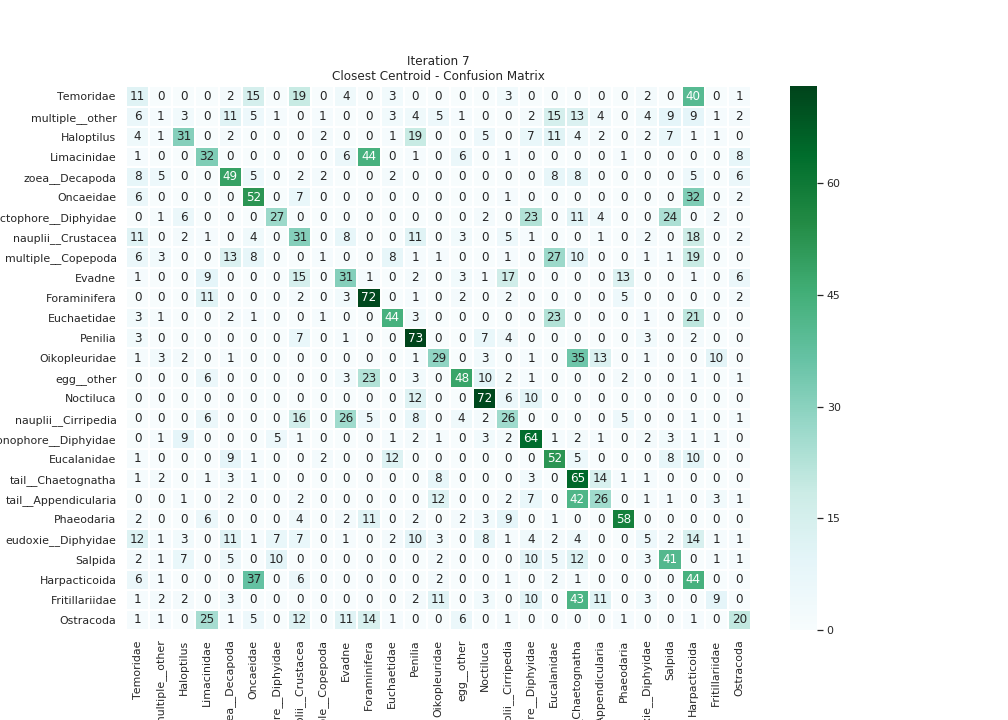 Iteration 7
Closest Centroid - Confusion Matrix
Temoridae 11 0 0 0 2 15 0 19 0 4 0 3 0 0 0 0 3 0 0 0 0 0 2 0 40 0 1
multiple__other 6 1 3 0 11 5 1 0 1 0 0 3 4 5 1 0 0 2 15 13 4 0 4 9 9 1 2
Haloptilus 4 1 31 0 2 0 0 0 2 0 0 1 19 0 0 5 0 7 11 4 2 0 2 7 1 1 0
Limacinidae 1 0 0 32 0 0 0 0 0 6 44 0 1 0 6 0 1 0 0 0 0 1 0 0 0 0 8
zoea__Decapoda 8 5 0 0 49 5 0 2 2 0 0 2 0 0 0 0 0 0 8 8 0 0 0 0 5 0 6
Oncaeidae 6 0 0 0 0 52 0 7 0 0 0 0 0 0 0 0 1 0 0 0 0 0 0 0 32 0 2
ctophore__Diphyidae 0 1 6 0 0 0 27 0 0 0 0 0 0 0 0 2 0 23 0 11 4 0 0 24 0 2 0
nauplii__Crustacea 11 0 2 1 0 4 0 31 0 8 0 0 11 0 3 0 5 1 0 0 1 0 2 0 18 0 2
multiple__Copepoda 6 3 0 0 13 8 0 0 1 0 0 8 1 1 0 0 1 0 27 10 0 0 1 1 19 0 0
Evadne 1 0 0 9 0 0 0 15 0 31 1 0 2 0 3 1 17 0 0 0 0 13 0 0 1 0 6
Foraminifera 0 0 0 11 0 0 0 2 0 3 72 0 1 0 2 0 2 0 0 0 0 5 0 0 0 0 2
Euchaetidae 3 1 0 0 2 1 0 0 1 0 0 44 3 0 0 0 0 0 23 0 0 0 1 0 21 0 0
Penilia 3 0 0 0 0 0 0 7 0 1 0 0 73 0 0 7 4 0 0 0 0 0 3 0 2 0 0
Oikopleuridae 1 3 2 0 1 0 0 0 0 0 0 0 1 29 0 3 0 1 0 35 13 0 1 0 0 10 0
egg__other 0 0 0 6 0 0 0 0 0 3 23 0 3 0 48 10 2 1 0 0 0 2 0 0 1 0 1
Noctiluca 0 0 0 0 0 0 0 0 0 0 0 0 12 0 0 72 6 10 0 0 0 0 0 0 0 0 0
nauplii__Cirripedia 0 0 0 6 0 0 0 16 0 26 5 0 8 0 4 2 26 0 0 0 0 5 0 0 1 0 1
onophore__Diphyidae 0 1 9 0 0 0 5 1 0 0 0 1 2 1 0 3 2 64 1 2 1 0 2 3 1 1 0
Eucalanidae 1 0 0 0 9 1 0 0 2 0 0 12 0 0 0 0 0 0 52 5 0 0 0 8 10 0 0
tail__Chaetognatha 1 2 0 1 3 1 0 0 0 0 0 0 0 8 0 0 0 3 0 65 14 1 1 0 0 0 0
tail__Appendicularia 0 0 1 0 2 0 0 2 0 0 0 0 0 12 0 0 2 7 0 42 26 0 1 1 0 3 1
Phaeodaria 2 0 0 6 0 0 0 4 0 2 11 0 2 0 2 3 9 0 1 0 0 58 0 0 0 0 0
eudoxie__Diphyidae 12 1 3 0 11 1 7 7 0 1 0 2 10 3 0 8 1 4 2 4 0 0 5 2 14 1 1
Salpida 2 1 7 0 5 0 10 0 0 0 0 0 0 2 0 0 0 10 5 12 0 0 3 41 0 1 1
Harpacticoida 6 1 0 0 0 37 0 6 0 0 0 0 0 2 0 0 1 0 2 1 0 0 0 0 44 0 0
Fritillariidae 1 2 2 0 3 0 0 0 0 0 0 0 2 11 0 3 0 10 0 43 11 0 3 0 0 9 0
Ostracoda 1 1 0 25 1 5 0 12 0 11 14 0 0 0 6 0 1 0 0 0 0 1 0 0 1 0 20
Temoridae
nultiple__other
Haloptilus
Limacinidae
ea__Decapoda
Oncaeidae
re__Diphyidae
plii__Crustacea
le__Copepoda
Evadne
Foraminifera
Euchaetidae
Penilia
Oikopleuridae
egg__other
Noctiluca
plii__Cirripedia
re__Diphyidae
Eucalanidae
Chaetognatha
Appendicularia
Phaeodaria
xie__Diphyidae
Salpida
Harpacticoida
Fritillariidae
Ostracoda
60
45
30
15
0